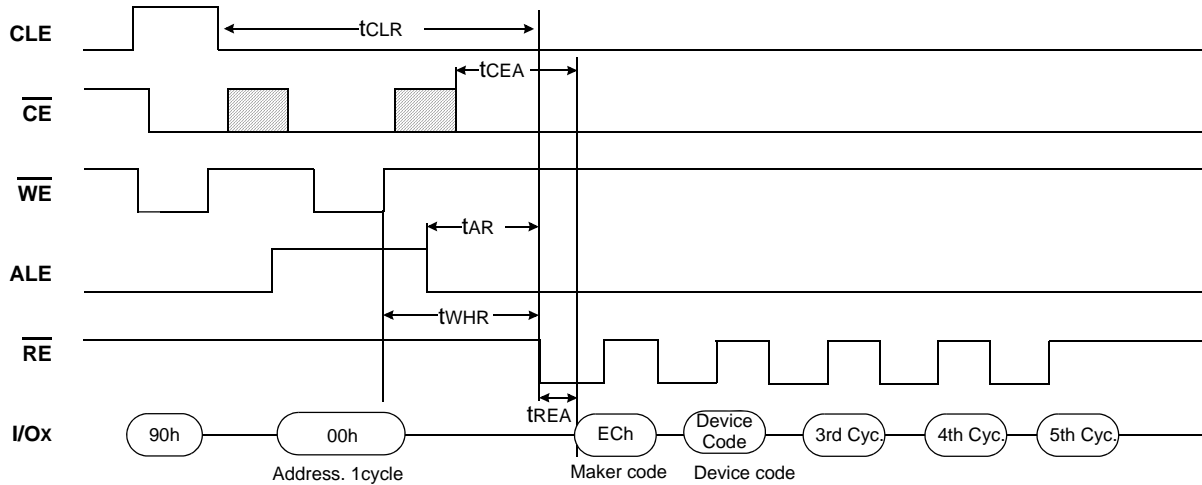 CLE
tCLR
tCEA
CE
WE
tAR
ALE
tWHR
RE
tREA
I/Ox
90h
00h
ECh
Device
Code
3rd Cyc.
4th Cyc.
5th Cyc.
Address. 1cycle
Maker code
Device code